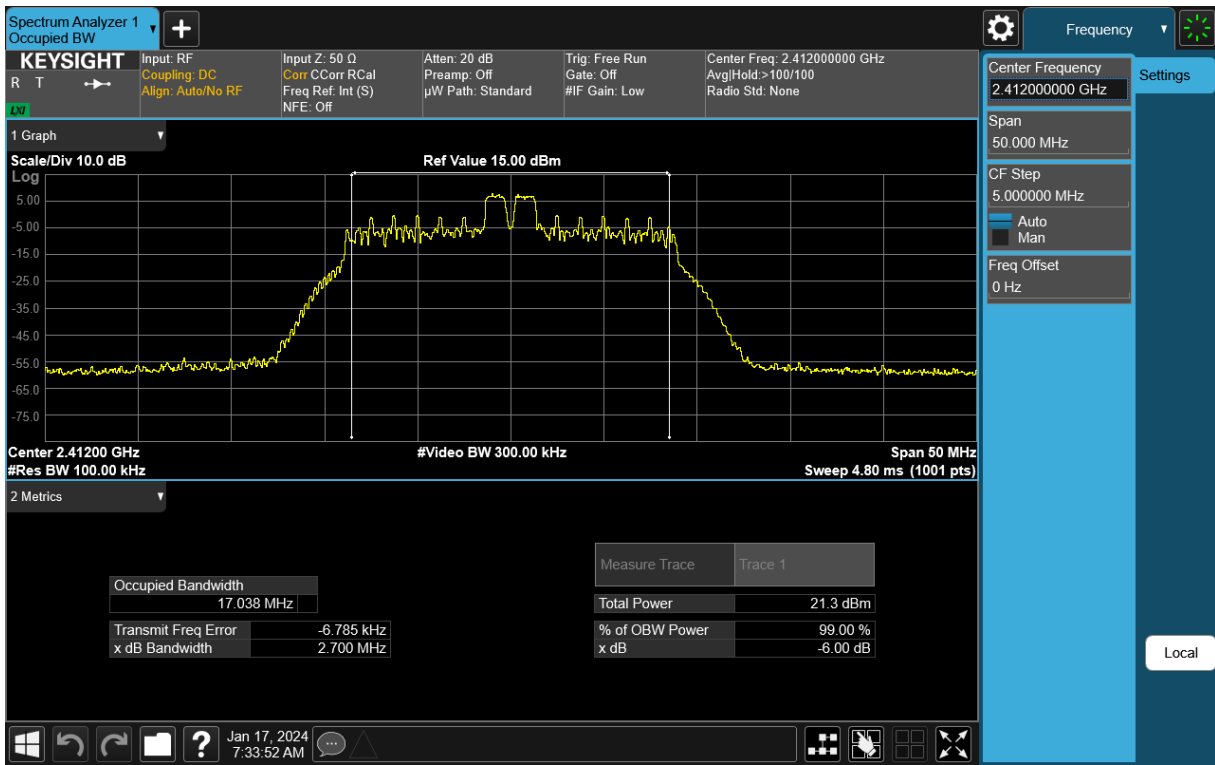 Spectrum Analyzer 1
Occupied BW
Frequency
KEYSIGHT
R T
LXI
Input: RF
Coupling: DC
Align: Auto/No RF
Input Z: 50 Ω
Corr CCorr RCal
Freq Ref: Int (S)
NFE: Off
Atten: 20 dB
Preamp: Off
µW Path: Standard
Trig: Free Run
Gate: Off
#IF Gain: Low
Center Freq: 2.412000000 GHz
Avg|Hold:>100/100
Radio Std: None
Center Frequency
2.412000000 GHz
Settings
Span
50.000 MHz
CF Step
5.000000 MHz
Auto
Man
Freq Offset
0 Hz
1 Graph
Scale/Div 10.0 dB
Ref Value 15.00 dBm
Log
5.00
-5.00
-15.0
-25.0
-35.0
-45.0
-55.0
-65.0
-75.0
Center 2.41200 GHz
#Video BW 300.00 kHz
Span 50 MHz
#Res BW 100.00 kHz
Sweep 4.80 ms (1001 pts)
2 Metrics
Measure Trace
Trace 1
Occupied Bandwidth
17.038 MHz
Total Power
21.3 dBm
Transmit Freq Error
-6.785 kHz
% of OBW Power
99.00 %
x dB Bandwidth
2.700 MHz
x dB
-6.00 dB
Local
Jan 17, 2024
7:33:52 AM